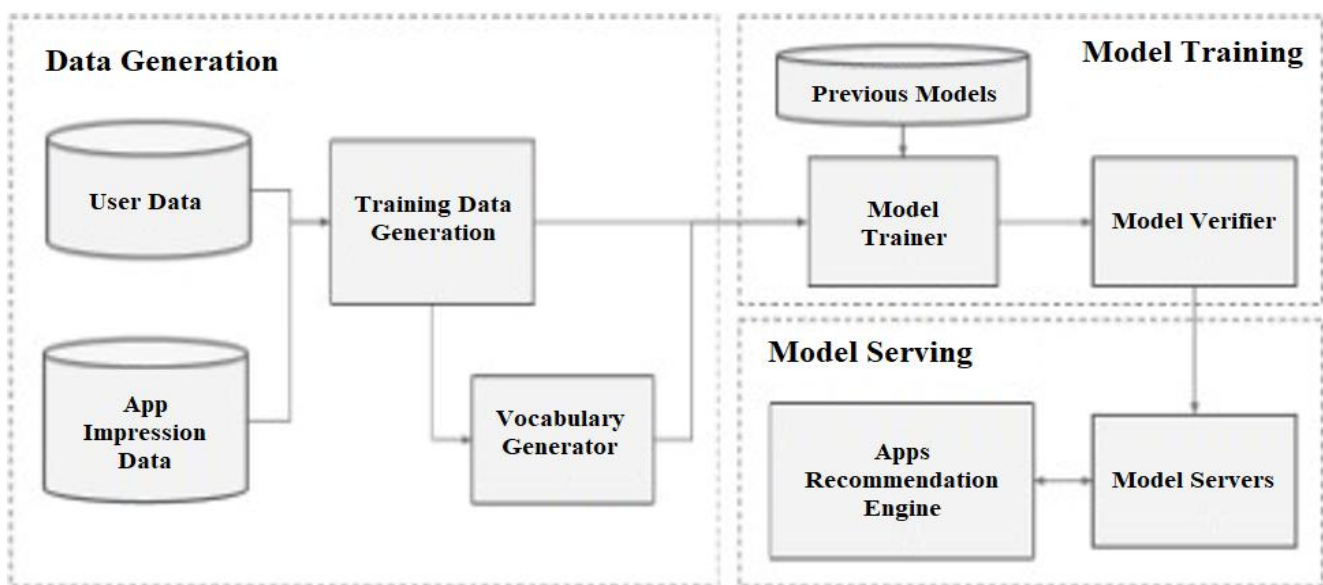 Data Generation
User Data
App
Impression
Data
Training Data
Generation
Vocabulary
Generator
Model Training
Previous Models
Model
Trainer
Model Verifier
Model Serving
Apps
Recommendation
Engine
Model Servers